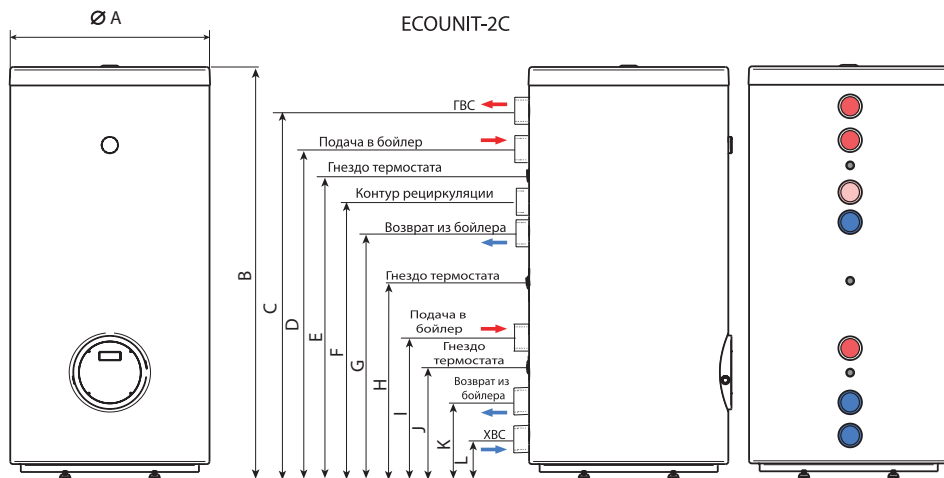 ECOUNIT-2C
Ø A
ГВС
Подача в бойлер
Гнездо термостата
Контур рециркуляции
Возврат из бойлера
Гнездо термостата
Подача в
бойлер
Гнездо
термостата
Возврат из
бойлера
ХВС
B
C
D
E
F
G
H
I
J
K
L